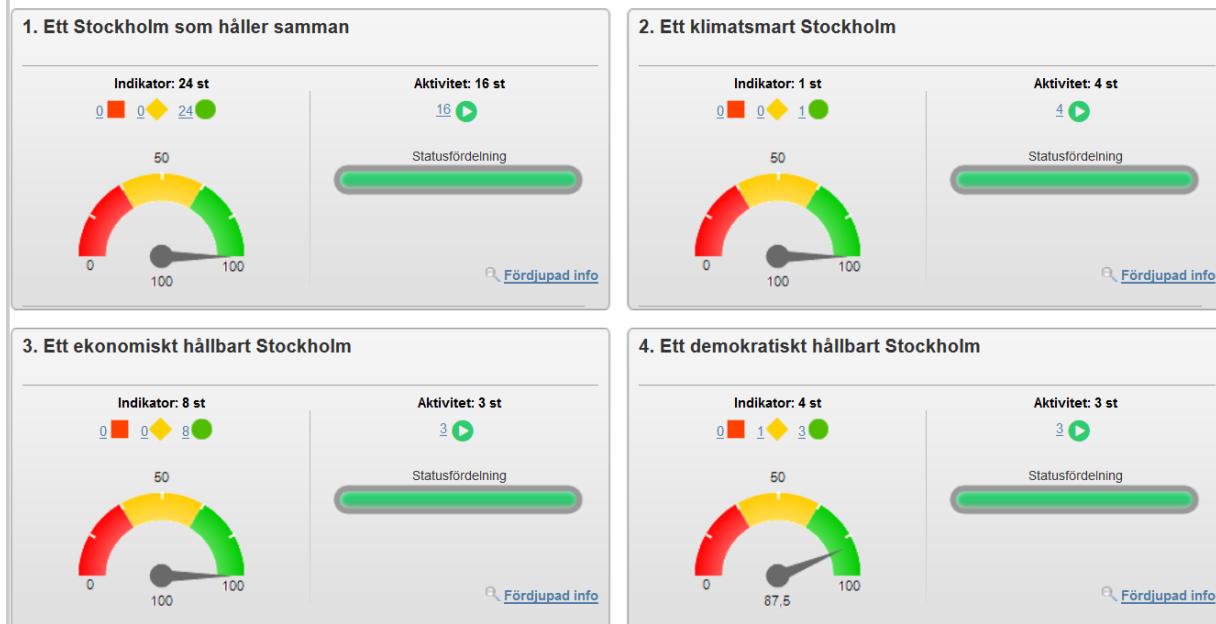 1. Ett Stockholm som håller samman
Indikator: 24 st
0 0 24
50
0 100
100
Aktivitet: 16 st
16
Statusfördelning
Fördjupad info
2. Ett klimatsmart Stockholm
Indikator: 1 st
0 0 1
50
0 100
100
Aktivitet: 4 st
4
Statusfördelning
Fördjupad info
3. Ett ekonomiskt hållbart Stockholm
Indikator: 8 st
0 0 8
50
0 100
100
Aktivitet: 3 st
3
Statusfördelning
Fördjupad info
4. Ett demokratiskt hållbart Stockholm
Indikator: 4 st
0 1 3
50
0 100
87,5
Aktivitet: 3 st
3
Statusfördelning
Fördjupad info